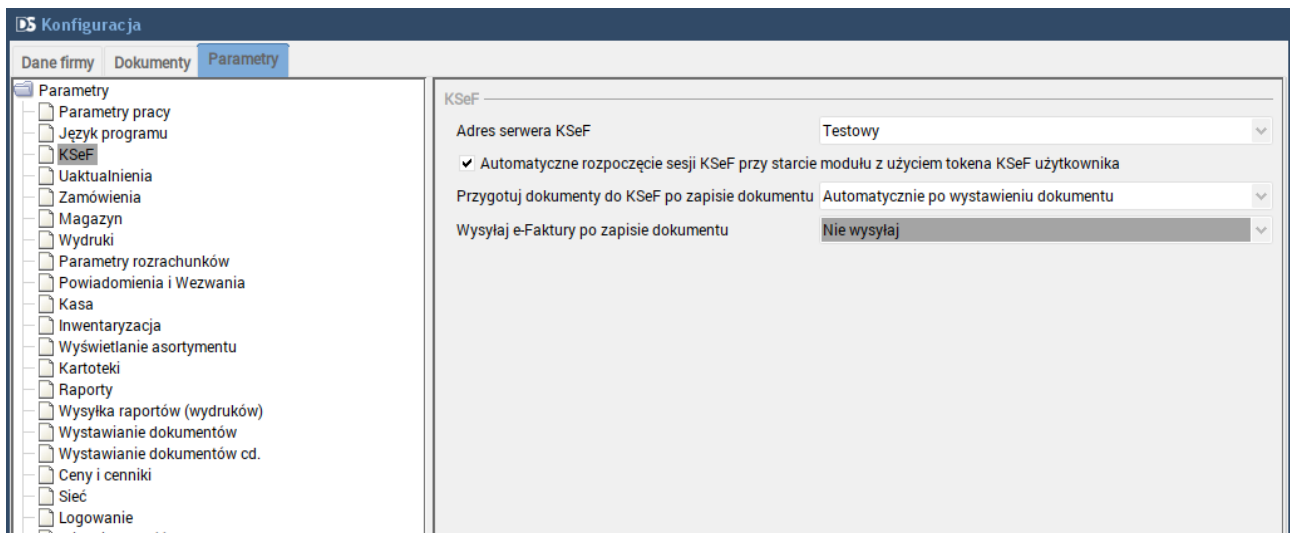 D5 Konfiguracja
Dane firmy Dokumenty Parametry
Parametry
Parametry pracy
Język programu
KSeF
Uaktualnienia
Zamówienia
Magazyn
Wydruki
Parametry rozrachunków
Powiadomienia i Wezwania
Kasa
Inwentaryzacja
Wyświetlanie asortymentu
Kartoteki
Raporty
Wysyłka raportów (wydruków)
Wystawianie dokumentów
Wystawianie dokumentów cd.
Ceny i cenniki
Sieć
Logowanie
KSeF
Adres serwera KSeF Testowy
Automatyczne rozpoczęcie sesji KSeF przy starcie modułu z użyciem tokena KSeF użytkownika
Przygotuj dokumenty do KSeF po zapisie dokumentu Automatycznie po wystawieniu dokumentu
Wysyłaj e-Faktury po zapisie dokumentu Nie wysyłaj